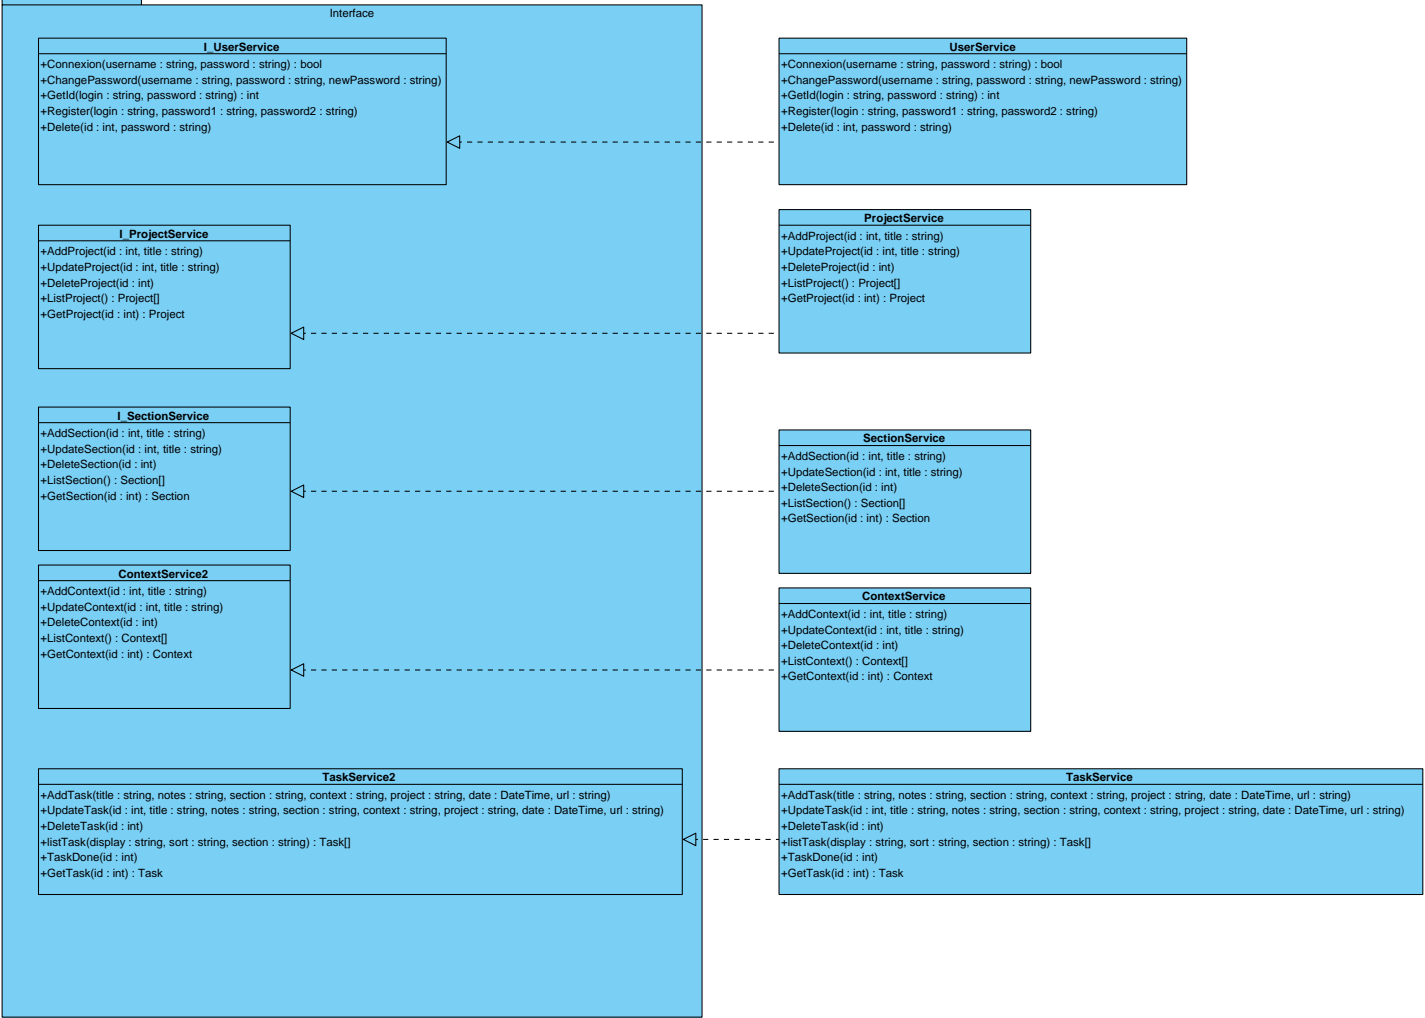 Interface
I_UserService
+Connexion(username : string, password : string) : bool
+ChangePassword(username : string, password : string, newPassword : string)
+GetId(login : string, password : string) : int
+Register(login : string, password1 : string, password2 : string)
+Delete(id : int, password : string)
UserService
+Connexion(username : string, password : string) : bool
+ChangePassword(username : string, password : string, newPassword : string)
+GetId(login : string, password : string) : int
+Register(login : string, password1 : string, password2 : string)
+Delete(id : int, password : string)
I_ProjectService
+AddProject(id : int, title : string)
+UpdateProject(id : int, title : string)
+DeleteProject(id : int)
+ListProject() : Project[]
+GetProject(id : int) : Project
ProjectService
+AddProject(id : int, title : string)
+UpdateProject(id : int, title : string)
+DeleteProject(id : int)
+ListProject() : Project[]
+GetProject(id : int) : Project
I_SectionService
+AddSection(id : int, title : string)
+UpdateSection(id : int, title : string)
+DeleteSection(id : int)
+ListSection() : Section[]
+GetSection(id : int) : Section
SectionService
+AddSection(id : int, title : string)
+UpdateSection(id : int, title : string)
+DeleteSection(id : int)
+ListSection() : Section[]
+GetSection(id : int) : Section
ContextService2
+AddContext(id : int, title : string)
+UpdateContext(id : int, title : string)
+DeleteContext(id : int)
+ListContext() : Context[]
+GetContext(id : int) : Context
ContextService
+AddContext(id : int, title : string)
+UpdateContext(id : int, title : string)
+DeleteContext(id : int)
+ListContext() : Context[]
+GetContext(id : int) : Context
TaskService2
+AddTask(title : string, notes : string, section : string, context : string, project : string, date : DateTime, url : string)
+UpdateTask(id : int, title : string, notes : string, section : string, context : string, project : string, date : DateTime, url : string)
+DeleteTask(id : int)
+listTask(display : string, sort : string, section : string) : Task[]
+TaskDone(id : int)
+GetTask(id : int) : Task
TaskService
+AddTask(title : string, notes : string, section : string, context : string, project : string, date : DateTime, url : string)
+UpdateTask(id : int, title : string, notes : string, section : string, context : string, project : string, date : DateTime, url : string)
+DeleteTask(id : int)
+listTask(display : string, sort : string, section : string) : Task[]
+TaskDone(id : int)
+GetTask(id : int) : Task